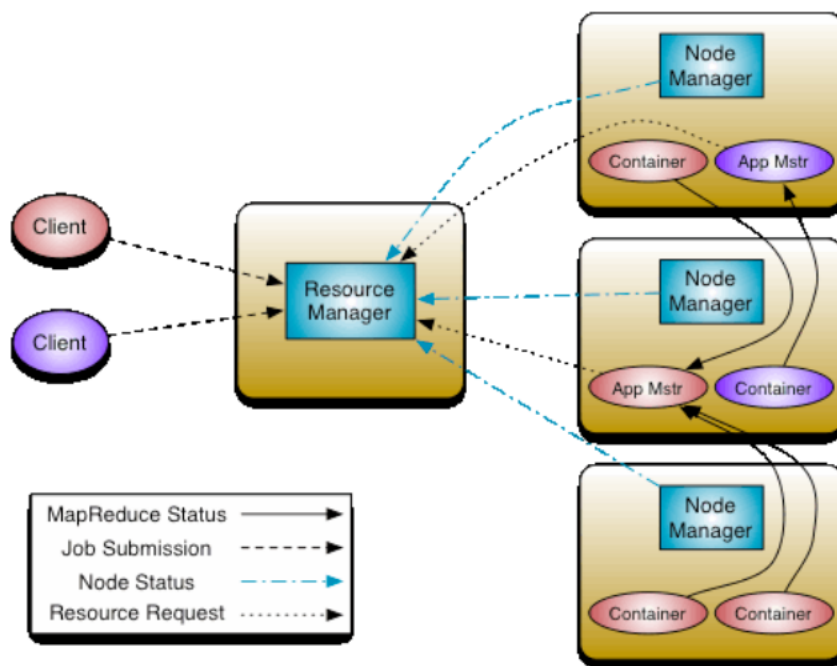 Node
Manager
Container
App Mstr
Client
Resource
Manager
Node
Manager
Client
App Mstr
Container
MapReduce Status
Job Submission
Node Status
Resource Request
Node
Manager
Container
Container